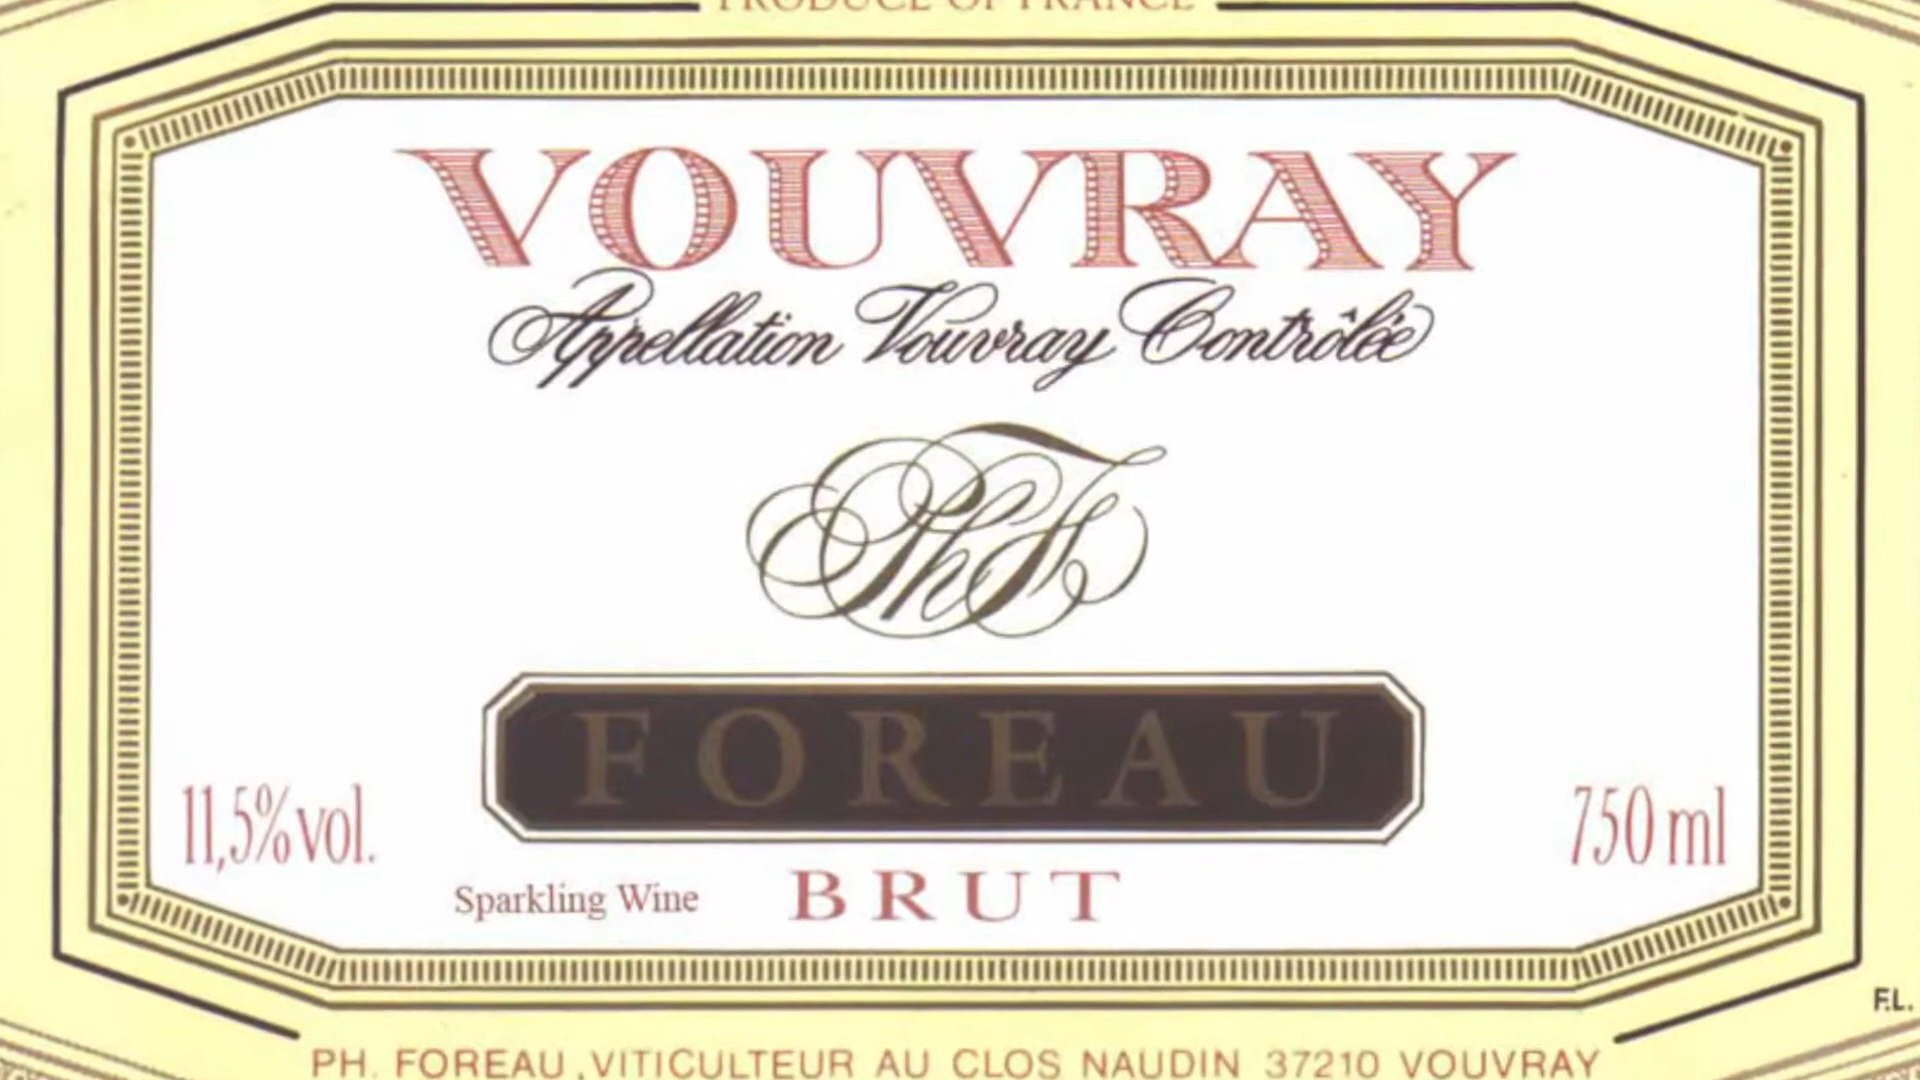 PRODUCE OF FRANCE
VOUVRAY
Appellation Vouvray Contrôlée
Ph F
FOREAU
11,5% vol.
750 ml
Sparkling Wine BRUT
F.L.
PH. FOREAU, VITICULTEUR AU CLOS NAUDIN 37210 VOUVRAY